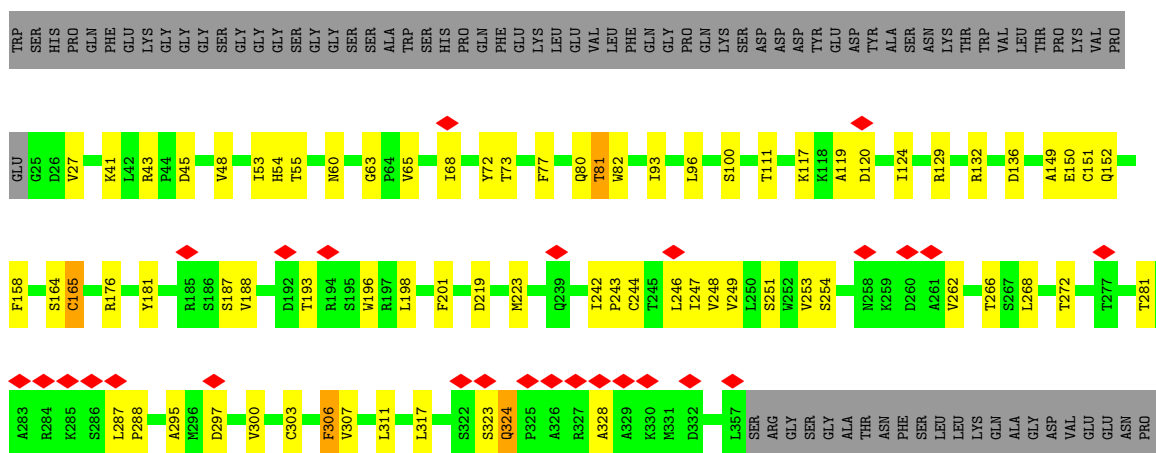 TRP SER HIS PRO GLN PHE GLU LYS GLY GLY GLY SER GLY GLY GLY SER GLY GLY SER SER ALA TRP SER HIS PRO GLN PHE GLU LYS LEU GLU VAL LEU PHE GLN GLY PRO GLN LYS SER ASP ASP ASP TYR GLU ASP TYR ALA SER ASN LYS THR TRP VAL LEU THR PRO LYS VAL PRO
GLU G25 D26 V27 K41 L42 R43 P44 D45 V48 I53 H54 T55 N60 G63 P64 V65 I68 Y72 T73 F77 Q80 T81 W82 I93 L96 S100 T111 K117 K118 A119 D120 I124 R129 R132 D136 A149 E150 C151 Q152
F158 S164 C165 R176 Y181 R185 S186 S187 V188 D192 T193 R194 S195 W196 R197 L198 F201 D219 M223 Q239 I242 P243 C244 T245 L246 I247 V248 V249 L250 S251 W252 V253 S254 N258 K259 D260 A261 V262 T266 S267 L268 T272 T277 T281
A283 R284 K285 S286 L287 P288 A295 M296 D297 V300 C303 F306 V307 L311 L317 S322 S323 Q324 P325 A326 R327 A328 A329 K330 M331 D332 L357 SER ARG GLY SER GLY ALA THR ASN PHE SER LEU LEU LYS GLN ALA GLY ASP VAL GLU GLU ASN PRO